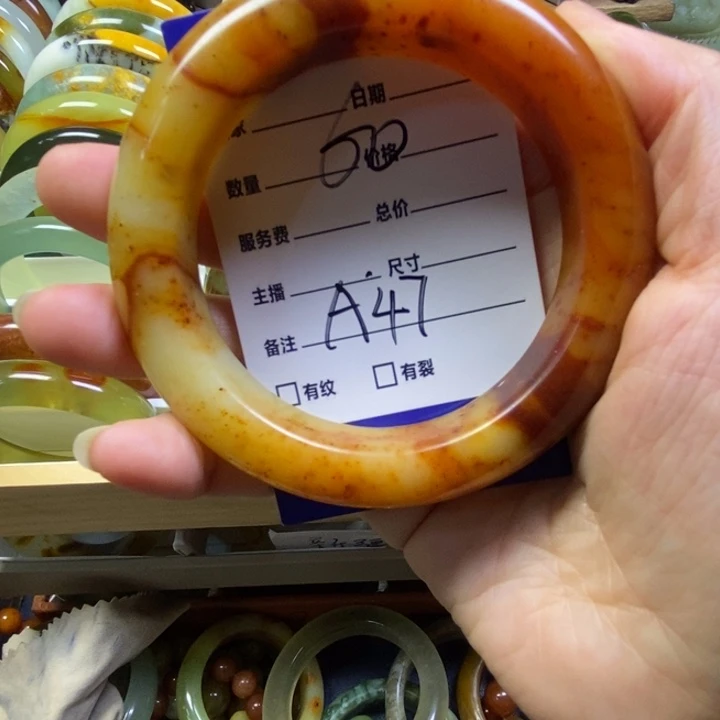 家 日期
数量 价格
服务费 总价
主播 尺寸
备注 A47
□有纹 □有裂